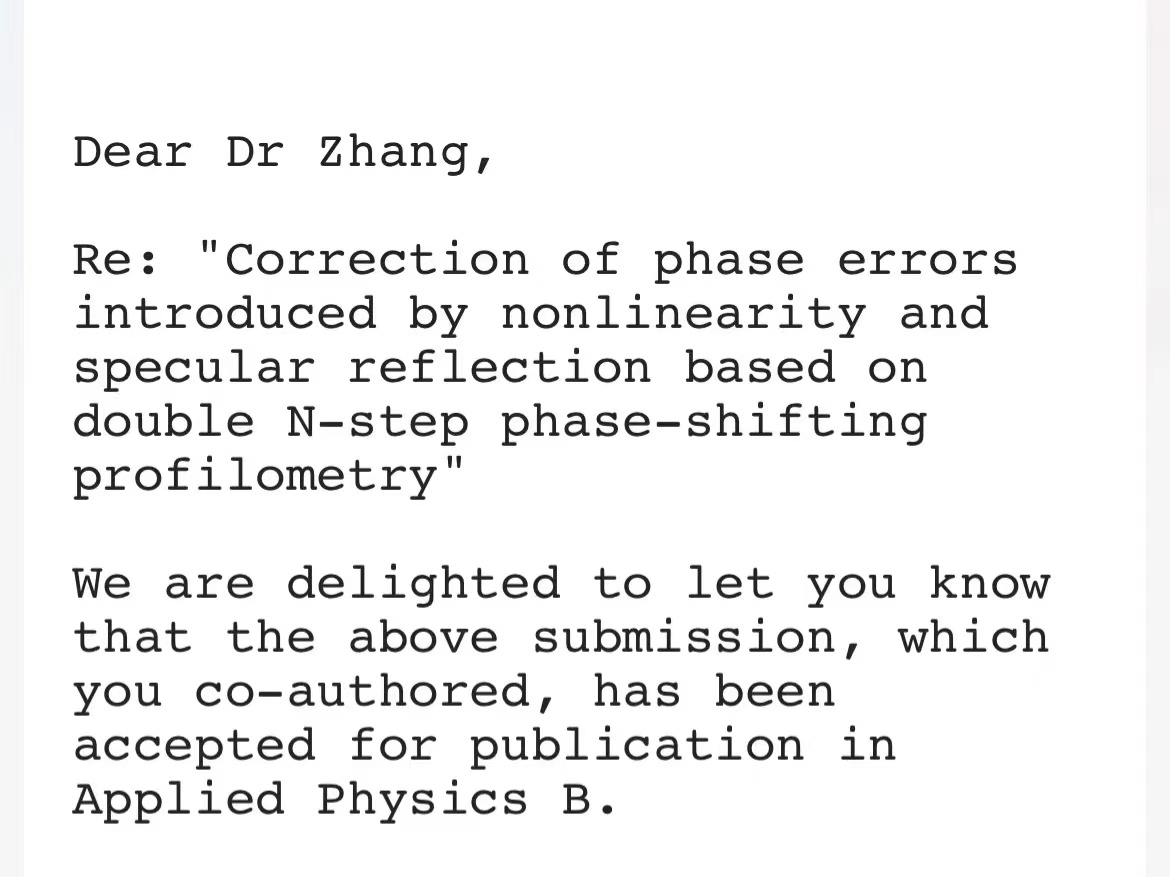 Dear Dr Zhang,
Re: "Correction of phase errors
introduced by nonlinearity and
specular reflection based on
double N-step phase-shifting
profilometry"
We are delighted to let you know
that the above submission, which
you co-authored, has been
accepted for publication in
Applied Physics B.